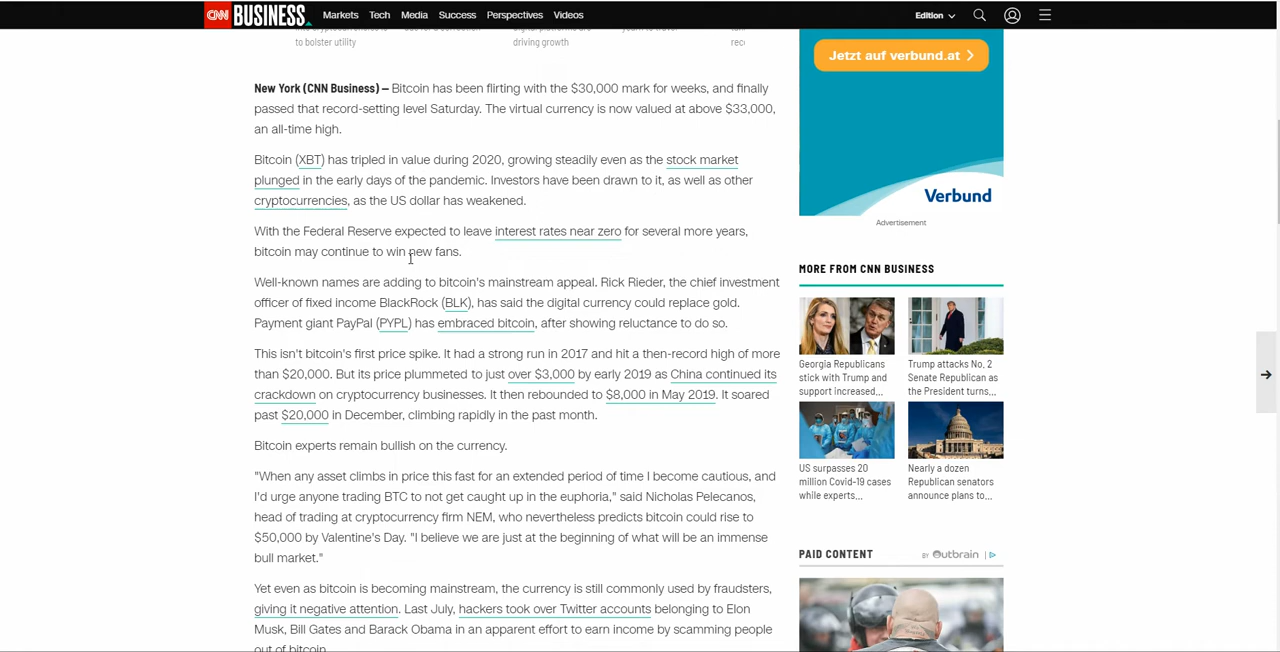 CNN BUSINESS Markets Tech Media Success Perspectives Videos Edition
to bolster utility
driving growth
New York (CNN Business) — Bitcoin has been flirting with the $30,000 mark for weeks, and finally
passed that record-setting level Saturday. The virtual currency is now valued at above $33,000,
an all-time high.
Bitcoin (XBT) has tripled in value during 2020, growing steadily even as the stock market
plunged in the early days of the pandemic. Investors have been drawn to it, as well as other
cryptocurrencies, as the US dollar has weakened.
With the Federal Reserve expected to leave interest rates near zero for several more years,
bitcoin may continue to win new fans.
Well-known names are adding to bitcoin's mainstream appeal. Rick Rieder, the chief investment
officer of fixed income BlackRock (BLK), has said the digital currency could replace gold.
Payment giant PayPal (PYPL) has embraced bitcoin, after showing reluctance to do so.
This isn't bitcoin's first price spike. It had a strong run in 2017 and hit a then-record high of more
than $20,000. But its price plummeted to just over $3,000 by early 2019 as China continued its
crackdown on cryptocurrency businesses. It then rebounded to $8,000 in May 2019. It soared
past $20,000 in December, climbing rapidly in the past month.
Bitcoin experts remain bullish on the currency.
"When any asset climbs in price this fast for an extended period of time I become cautious, and
I'd urge anyone trading BTC to not get caught up in the euphoria," said Nicholas Pelecanos,
head of trading at cryptocurrency firm NEM, who nevertheless predicts bitcoin could rise to
$50,000 by Valentine's Day. "I believe we are just at the beginning of what will be an immense
bull market."
Yet even as bitcoin is becoming mainstream, the currency is still commonly used by fraudsters,
giving it negative attention. Last July, hackers took over Twitter accounts belonging to Elon
Musk, Bill Gates and Barack Obama in an apparent effort to earn income by scamming people
out of bitcoin.
Jetzt auf verbund.at
Verbund
Advertisement
MORE FROM CNN BUSINESS
Georgia Republicans
stick with Trump and
support increased...
Trump attacks No. 2
Senate Republican as
the President turns...
US surpasses 20
million Covid-19 cases
while experts...
Nearly a dozen
Republican senators
announce plans to...
PAID CONTENT BY Outbrain